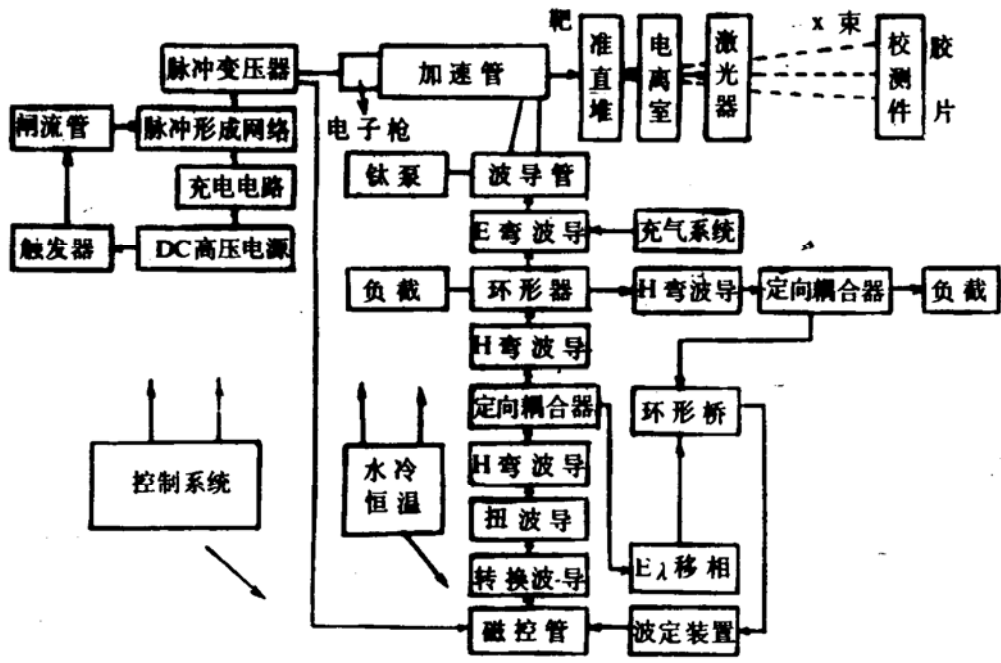 靶
x 束
脉冲变压器
加速管
准直堆
电离室
激光器
校测件
胶片
电子枪
闸流管
脉冲形成网络
充电电路
触发器
DC高压电源
钛泵
波导管
E弯波导
充气系统
负截
环形器
H弯波导
定向耦合器
负截
H弯波导
定向耦合器
环形桥
控制系统
水冷
恒温
H弯波导
扭波导
转换波导
Eλ移相
磁控管
波定装置